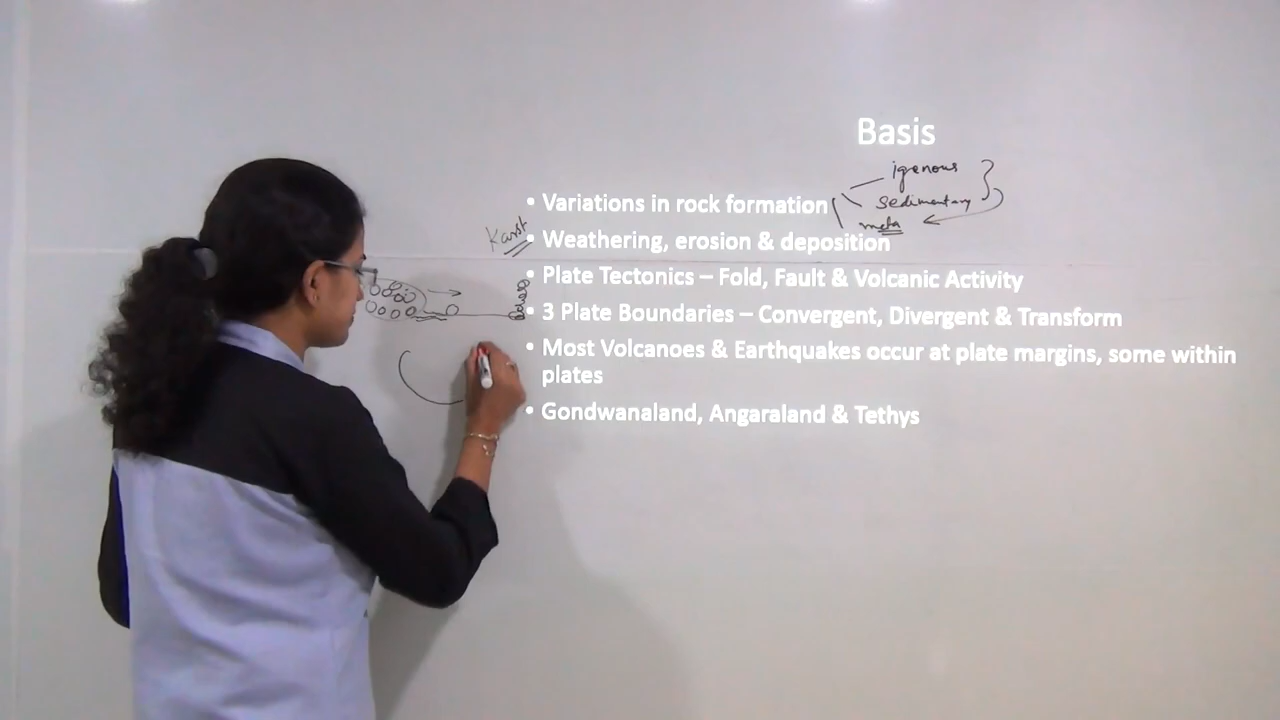 Basis
igenous
• Variations in rock formation
sedimentary
meta
Karst
• Weathering, erosion & deposition
• Plate Tectonics – Fold, Fault & Volcanic Activity
• 3 Plate Boundaries – Convergent, Divergent & Transform
• Most Volcanoes & Earthquakes occur at plate margins, some within
plates
• Gondwanaland, Angaraland & Tethys